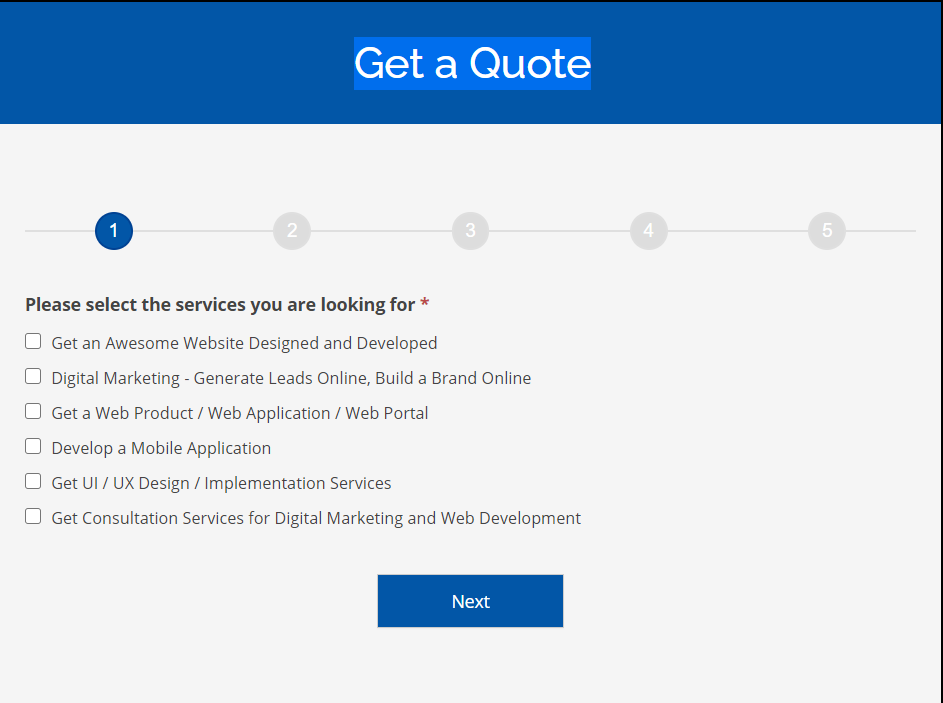 Get a Quote
1 2 3 4 5
Please select the services you are looking for *
Get an Awesome Website Designed and Developed
Digital Marketing - Generate Leads Online, Build a Brand Online
Get a Web Product / Web Application / Web Portal
Develop a Mobile Application
Get UI / UX Design / Implementation Services
Get Consultation Services for Digital Marketing and Web Development
Next